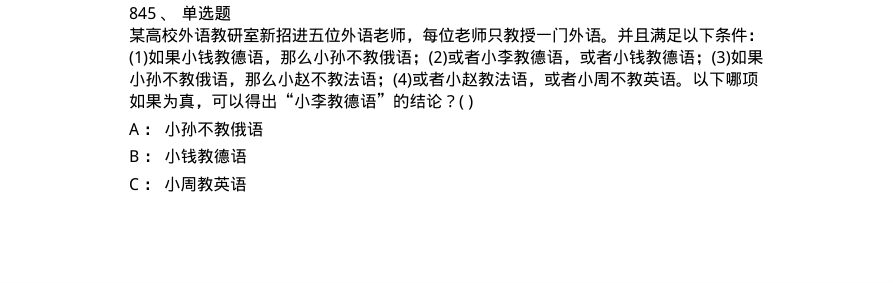 845 、 单选题
某高校外语教研室新招进五位外语老师，每位老师只教授一门外语。并且满足以下条件：
(1)如果小钱教德语，那么小孙不教俄语；(2)或者小李教德语，或者小钱教德语；(3)如果
小孙不教俄语，那么小赵不教法语；(4)或者小赵教法语，或者小周不教英语。以下哪项
如果为真，可以得出“小李教德语”的结论？( )
A ： 小孙不教俄语
B ： 小钱教德语
C ： 小周教英语